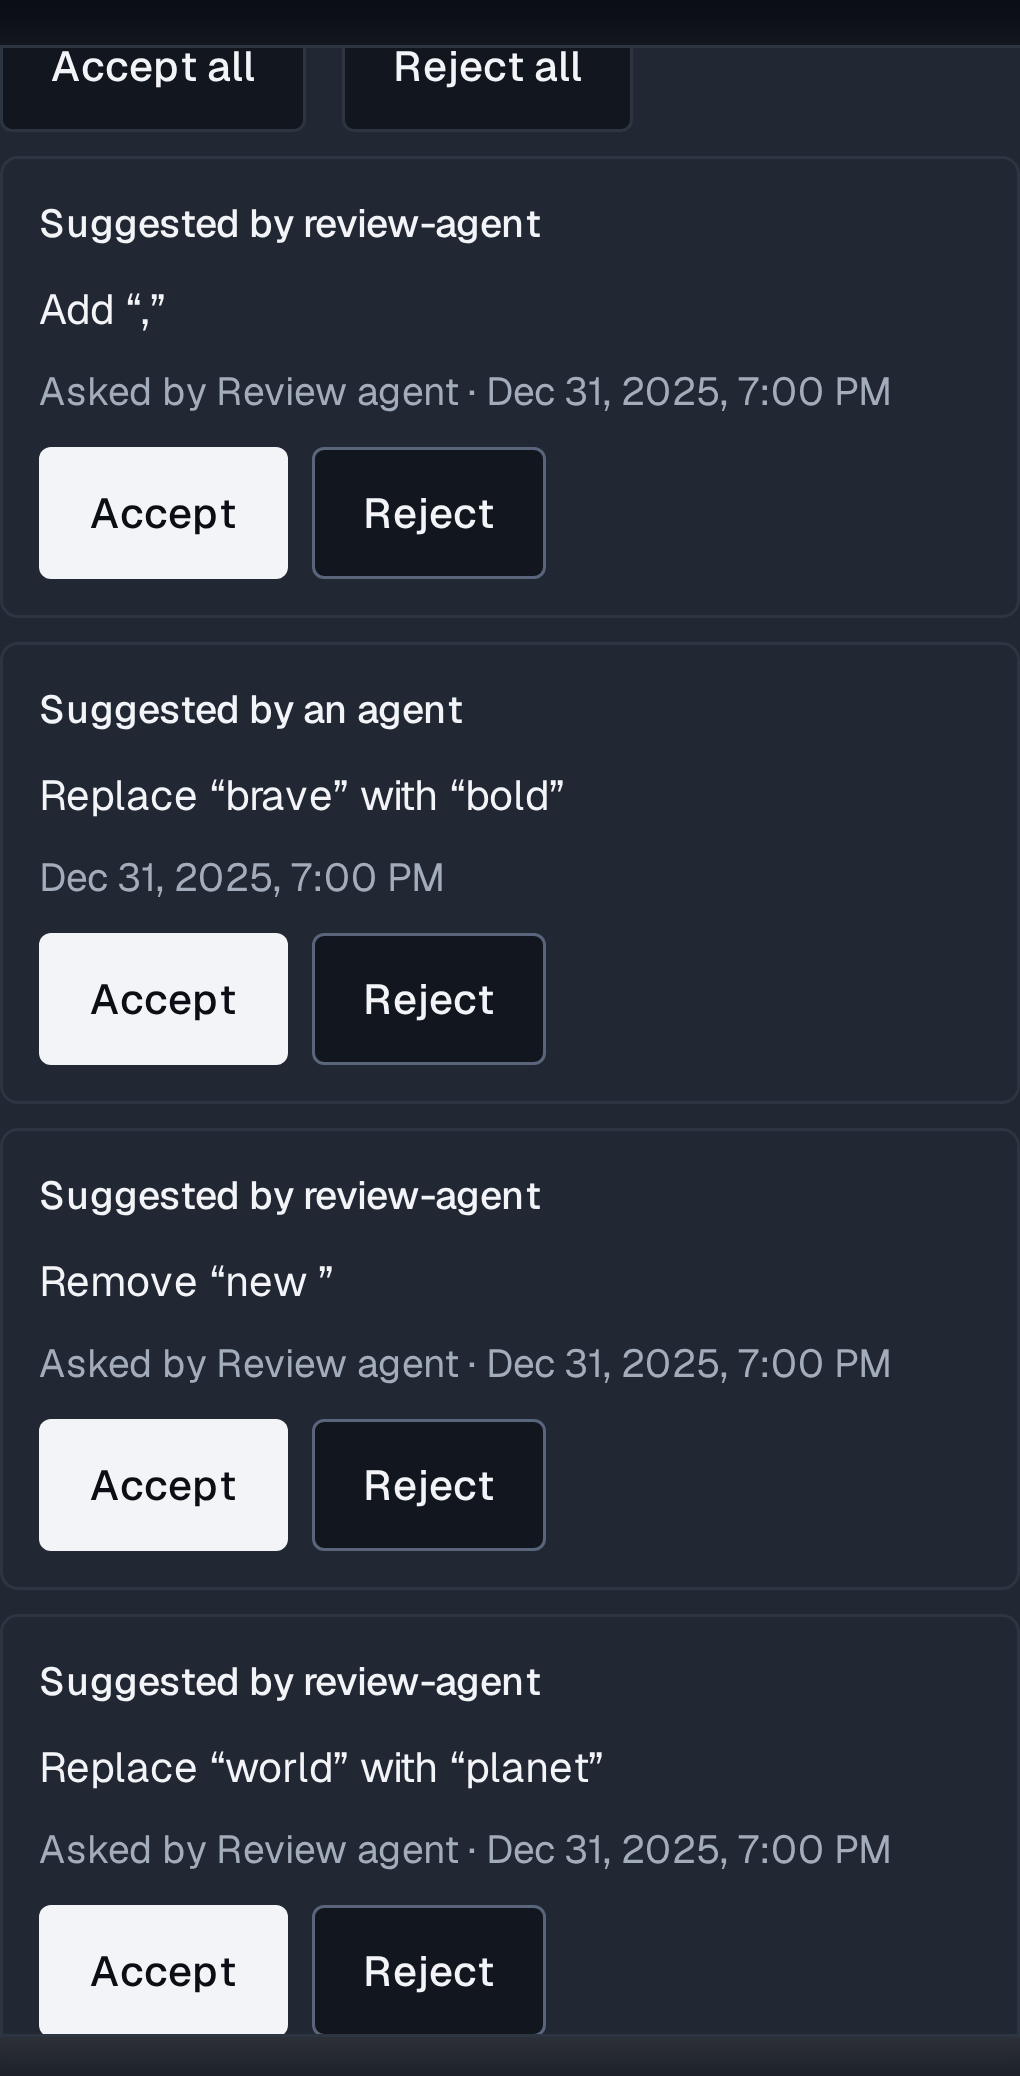 Accept all
Reject all
Suggested by review-agent
Add “,”
Asked by Review agent · Dec 31, 2025, 7:00 PM
Accept
Reject
Suggested by an agent
Replace “brave” with “bold”
Dec 31, 2025, 7:00 PM
Accept
Reject
Suggested by review-agent
Remove “new ”
Asked by Review agent · Dec 31, 2025, 7:00 PM
Accept
Reject
Suggested by review-agent
Replace “world” with “planet”
Asked by Review agent · Dec 31, 2025, 7:00 PM
Accept
Reject